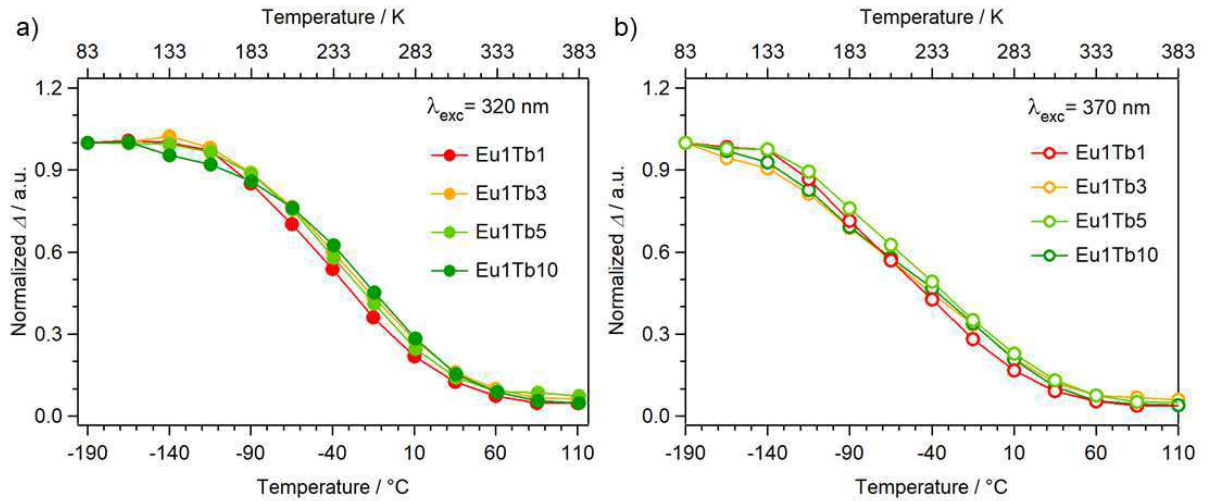 a)
Temperature / K
83 133 183 233 283 333 383
1.2
0.9
0.6
0.3
0.0
Normalized Δ / a.u.
λexc= 320 nm
Eu1Tb1
Eu1Tb3
Eu1Tb5
Eu1Tb10
-190 -140 -90 -40 10 60 110
Temperature / °C
b)
Temperature / K
83 133 183 233 283 333 383
1.2
0.9
0.6
0.3
0.0
Normalized Δ / a.u.
λexc= 370 nm
Eu1Tb1
Eu1Tb3
Eu1Tb5
Eu1Tb10
-190 -140 -90 -40 10 60 110
Temperature / °C